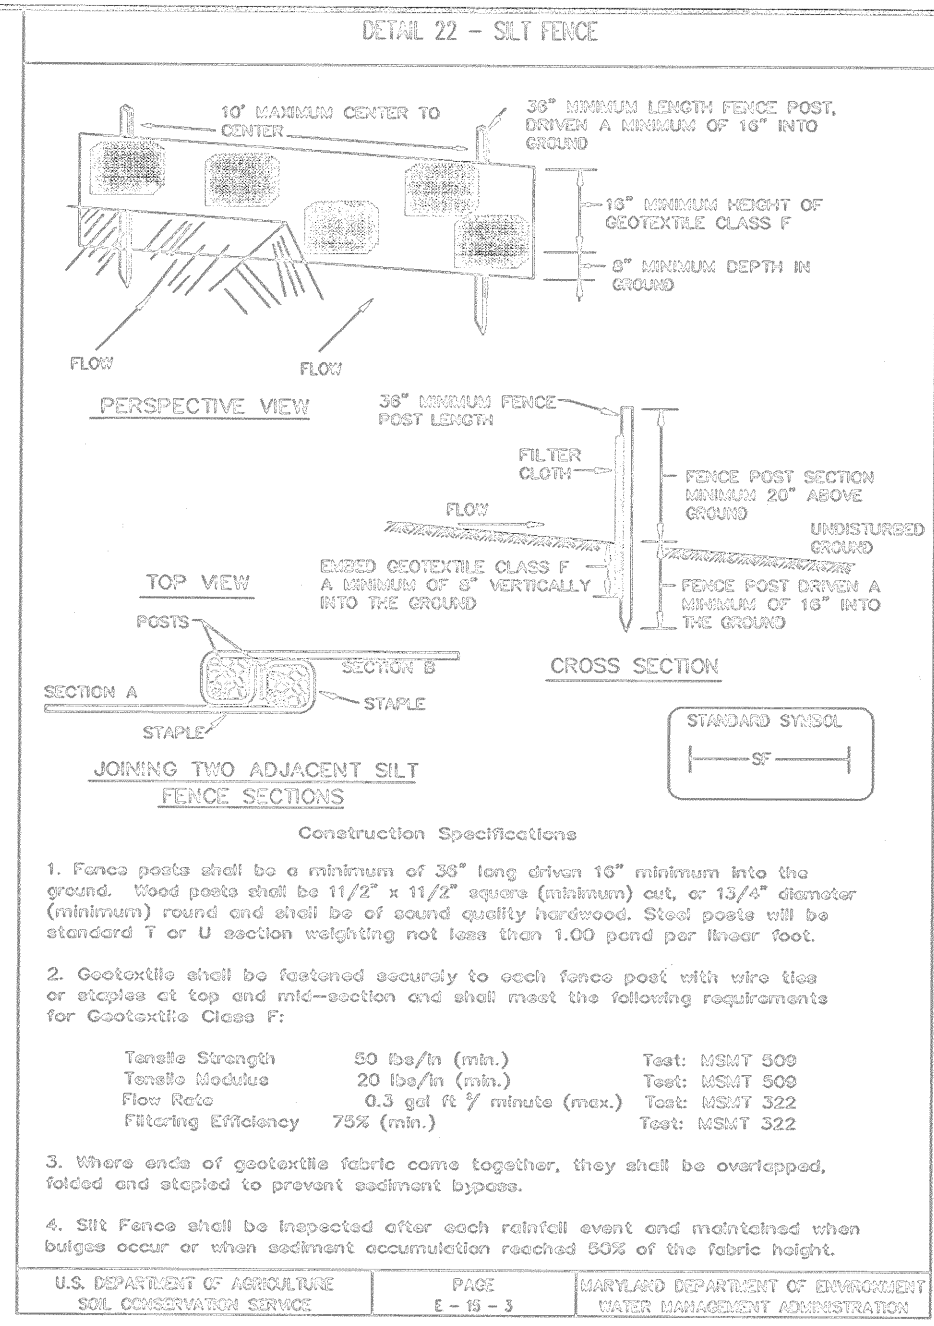 DETAIL 22 – SILT FENCE
10' MAXIMUM CENTER TO
CENTER
36" MINIMUM LENGTH FENCE POST,
DRIVEN A MINIMUM OF 16" INTO
GROUND
16" MINIMUM HEIGHT OF
GEOTEXTILE CLASS F
8" MINIMUM DEPTH IN
GROUND
FLOW
FLOW
PERSPECTIVE VIEW
36" MINIMUM FENCE
POST LENGTH
FILTER
CLOTH
FENCE POST SECTION
MINIMUM 20" ABOVE
GROUND
FLOW
UNDISTURBED
GROUND
EMBED GEOTEXTILE CLASS F
A MINIMUM OF 8" VERTICALLY
INTO THE GROUND
FENCE POST DRIVEN A
MINIMUM OF 16" INTO
THE GROUND
TOP VIEW
POSTS
SECTION B
SECTION A
STAPLE
STAPLE
CROSS SECTION
JOINING TWO ADJACENT SILT
FENCE SECTIONS
STANDARD SYMBOL
SF
Construction Specifications
1. Fence posts shall be a minimum of 36" long driven 16" minimum into the
ground. Wood posts shall be 11/2" x 11/2" square (minimum) cut, or 13/4" diameter
(minimum) round and shall be of sound quality hardwood. Steel posts will be
standard T or U section weighting not less than 1.00 pond per linear foot.
2. Geotextile shall be fastened securely to each fence post with wire ties
or staples at top and mid-section and shall meet the following requirements
for Geotextile Class F:
Tensile Strength 50 lbs/in (min.) Test: MSMT 509
Tensile Modulus 20 lbs/in (min.) Test: MSMT 509
Flow Rate 0.3 gal ft ²/ minute (max.) Test: MSMT 322
Filtering Efficiency 75% (min.) Test: MSMT 322
3. Where ends of geotextile fabric come together, they shall be overlapped,
folded and stapled to prevent sediment bypass.
4. Silt Fence shall be inspected after each rainfall event and maintained when
bulges occur or when sediment accumulation reached 50% of the fabric height.
U.S. DEPARTMENT OF AGRICULTURE
SOIL CONSERVATION SERVICE
PAGE
E – 15 – 3
MARYLAND DEPARTMENT OF ENVIRONMENT
WATER MANAGEMENT ADMINISTRATION